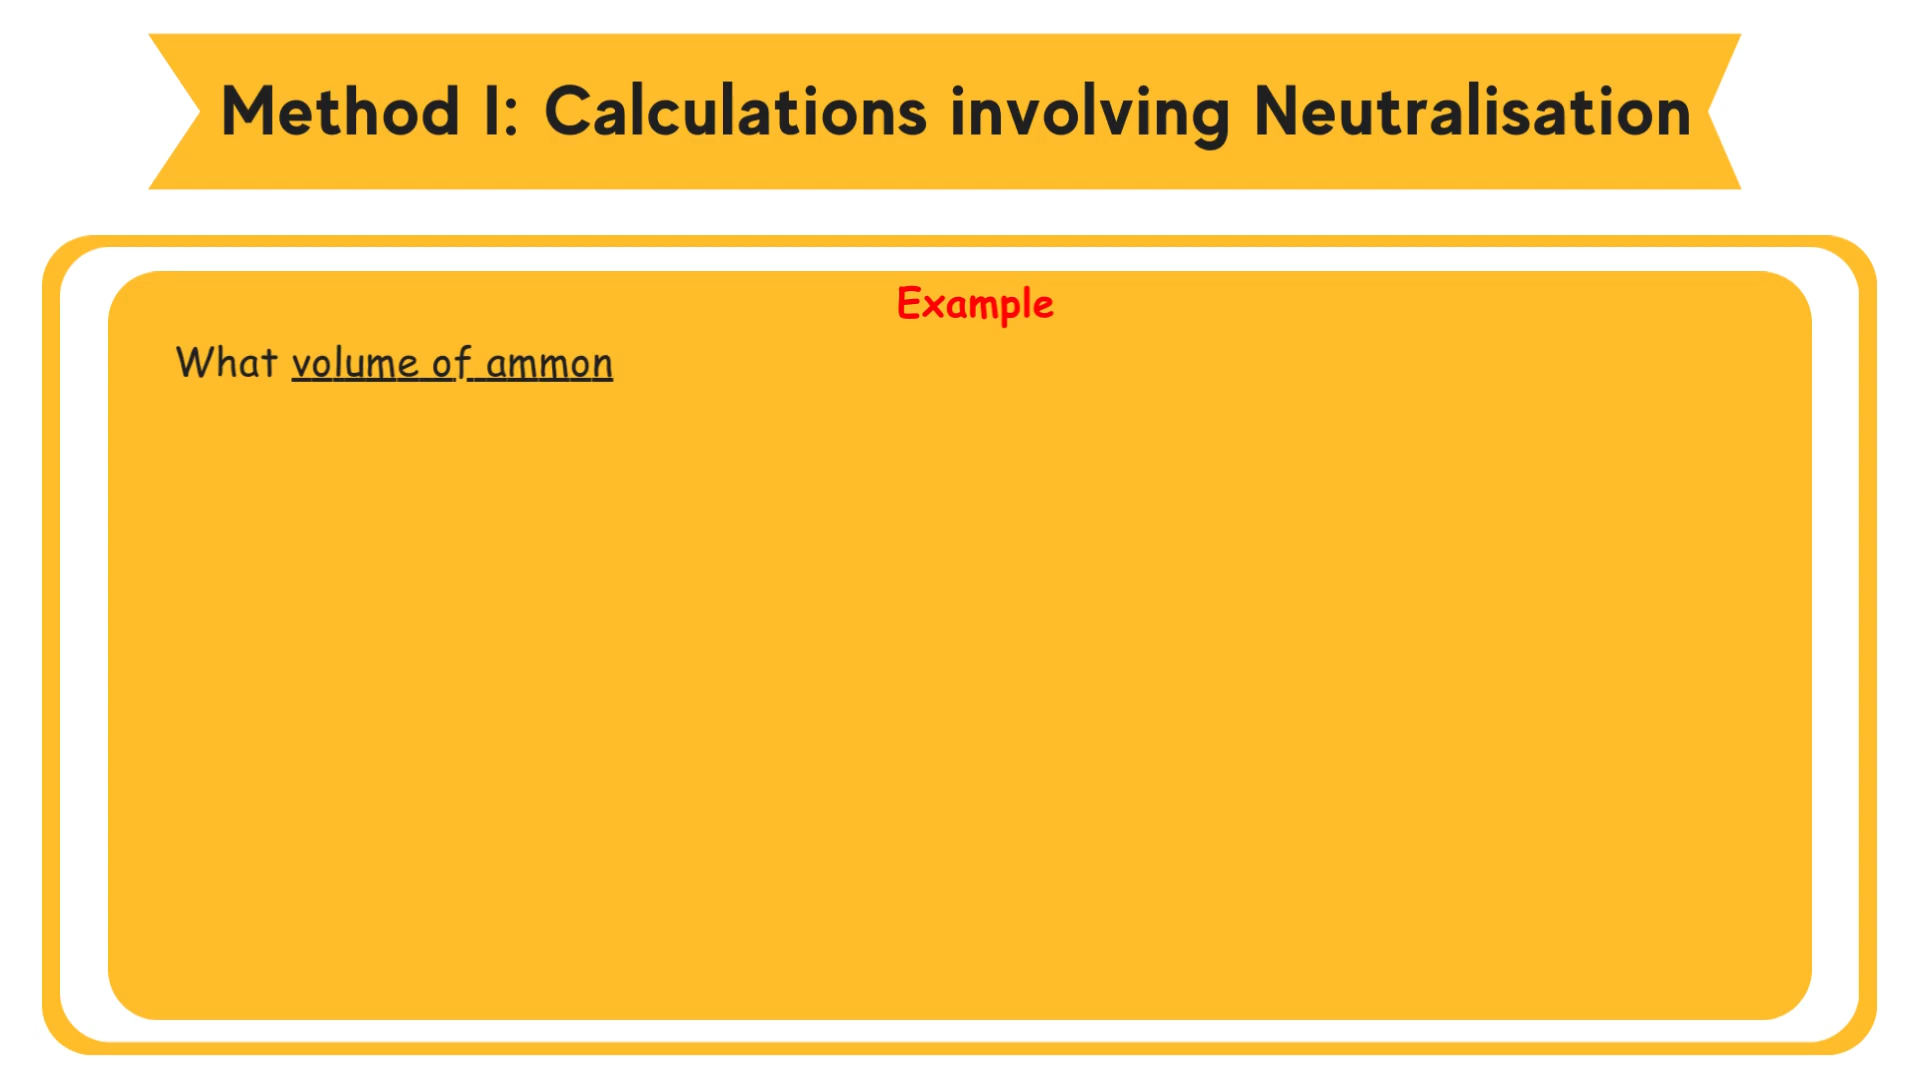 Method I: Calculations involving Neutralisation
Example
What volume of ammon